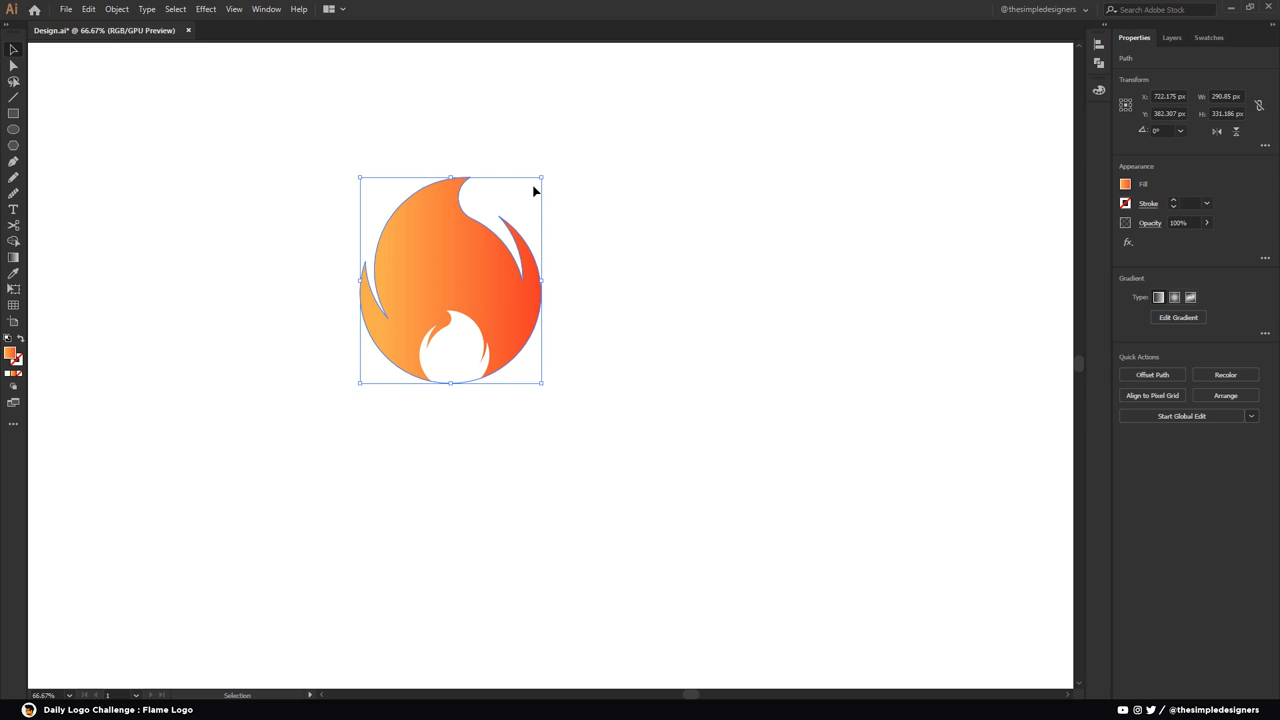 Ai File Edit Object Type Select Effect View Window Help @thesimpledesigners Search Adobe Stock
Design.ai* @ 66.67% (RGB/GPU Preview) ×
Properties Layers Swatches
Path
Transform
X: 722.175 px W: 290.85 px
Y: 382.307 px H: 331.186 px
0°
Appearance
Fill
Stroke
Opacity 100%
fx.
Gradient
Type:
Edit Gradient
Quick Actions
Offset Path Recolor
Align to Pixel Grid Arrange
Start Global Edit
66.67% 1 Selection
Daily Logo Challenge : Flame Logo / @thesimpledesigners